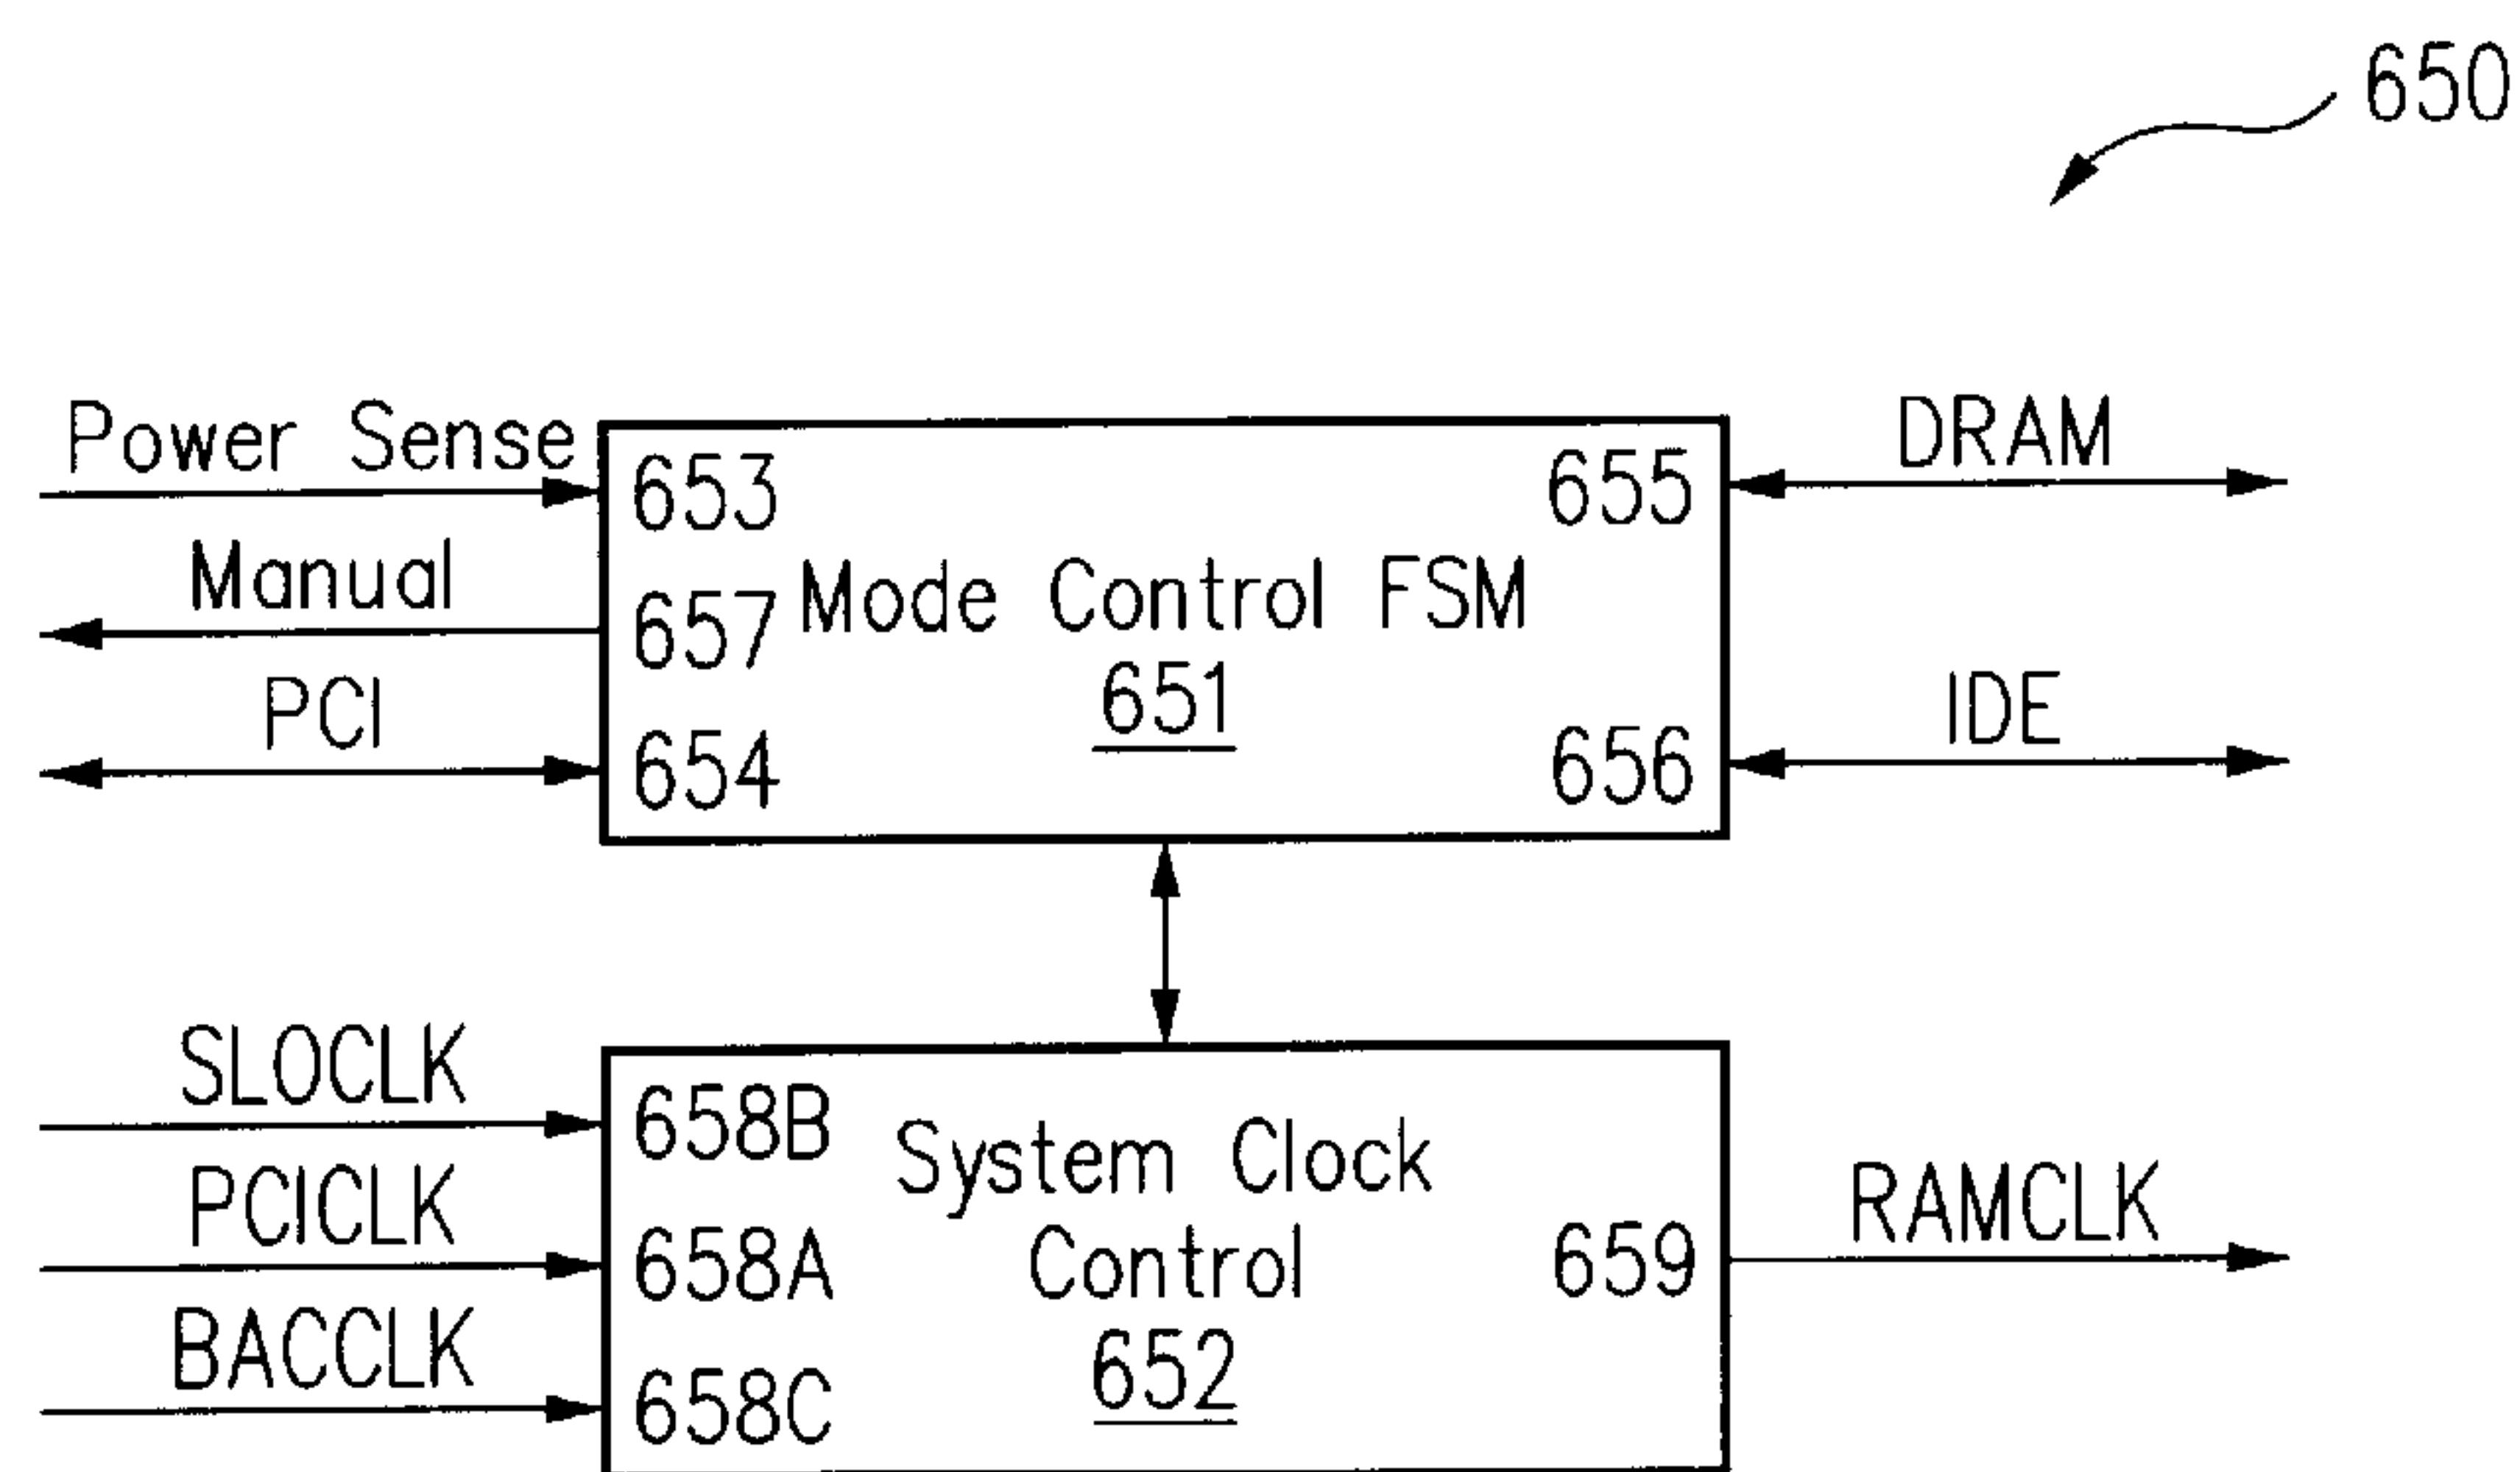 650
Power Sense
653
655
DRAM
Manual
657
Mode Control FSM
651
PCI
654
656
IDE
SLOCLK
658B
System Clock
Control
652
PCICLK
658A
659
RAMCLK
BACCLK
658C